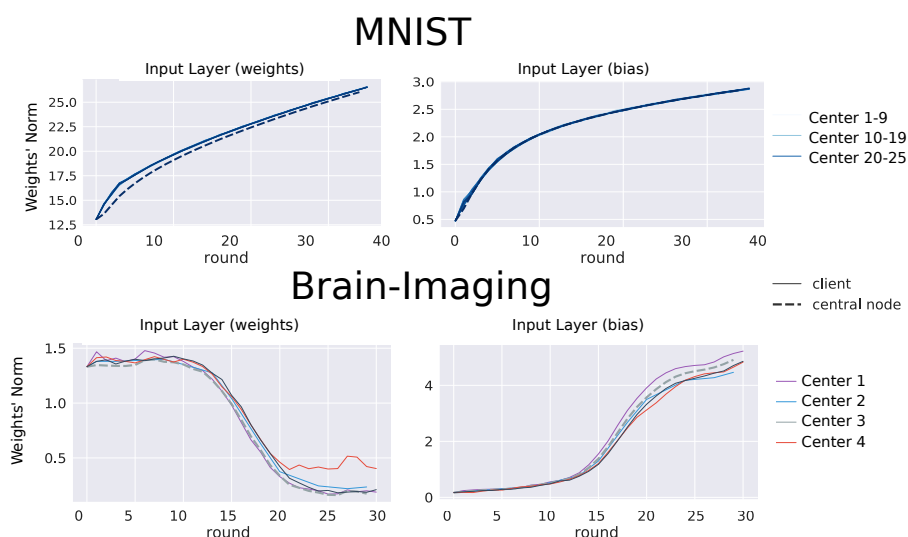 MNIST
Input Layer (weights)
Input Layer (bias)
Weights' Norm
25.0
22.5
20.0
17.5
15.0
12.5
0
10
20
30
40
round
3.0
2.5
2.0
1.5
1.0
0.5
0
10
20
30
40
round
Center 1-9
Center 10-19
Center 20-25
Brain-Imaging
client
central node
Input Layer (weights)
Input Layer (bias)
Weights' Norm
1.5
1.0
0.5
0
5
10
15
20
25
30
round
4
2
0
0
5
10
15
20
25
30
round
Center 1
Center 2
Center 3
Center 4